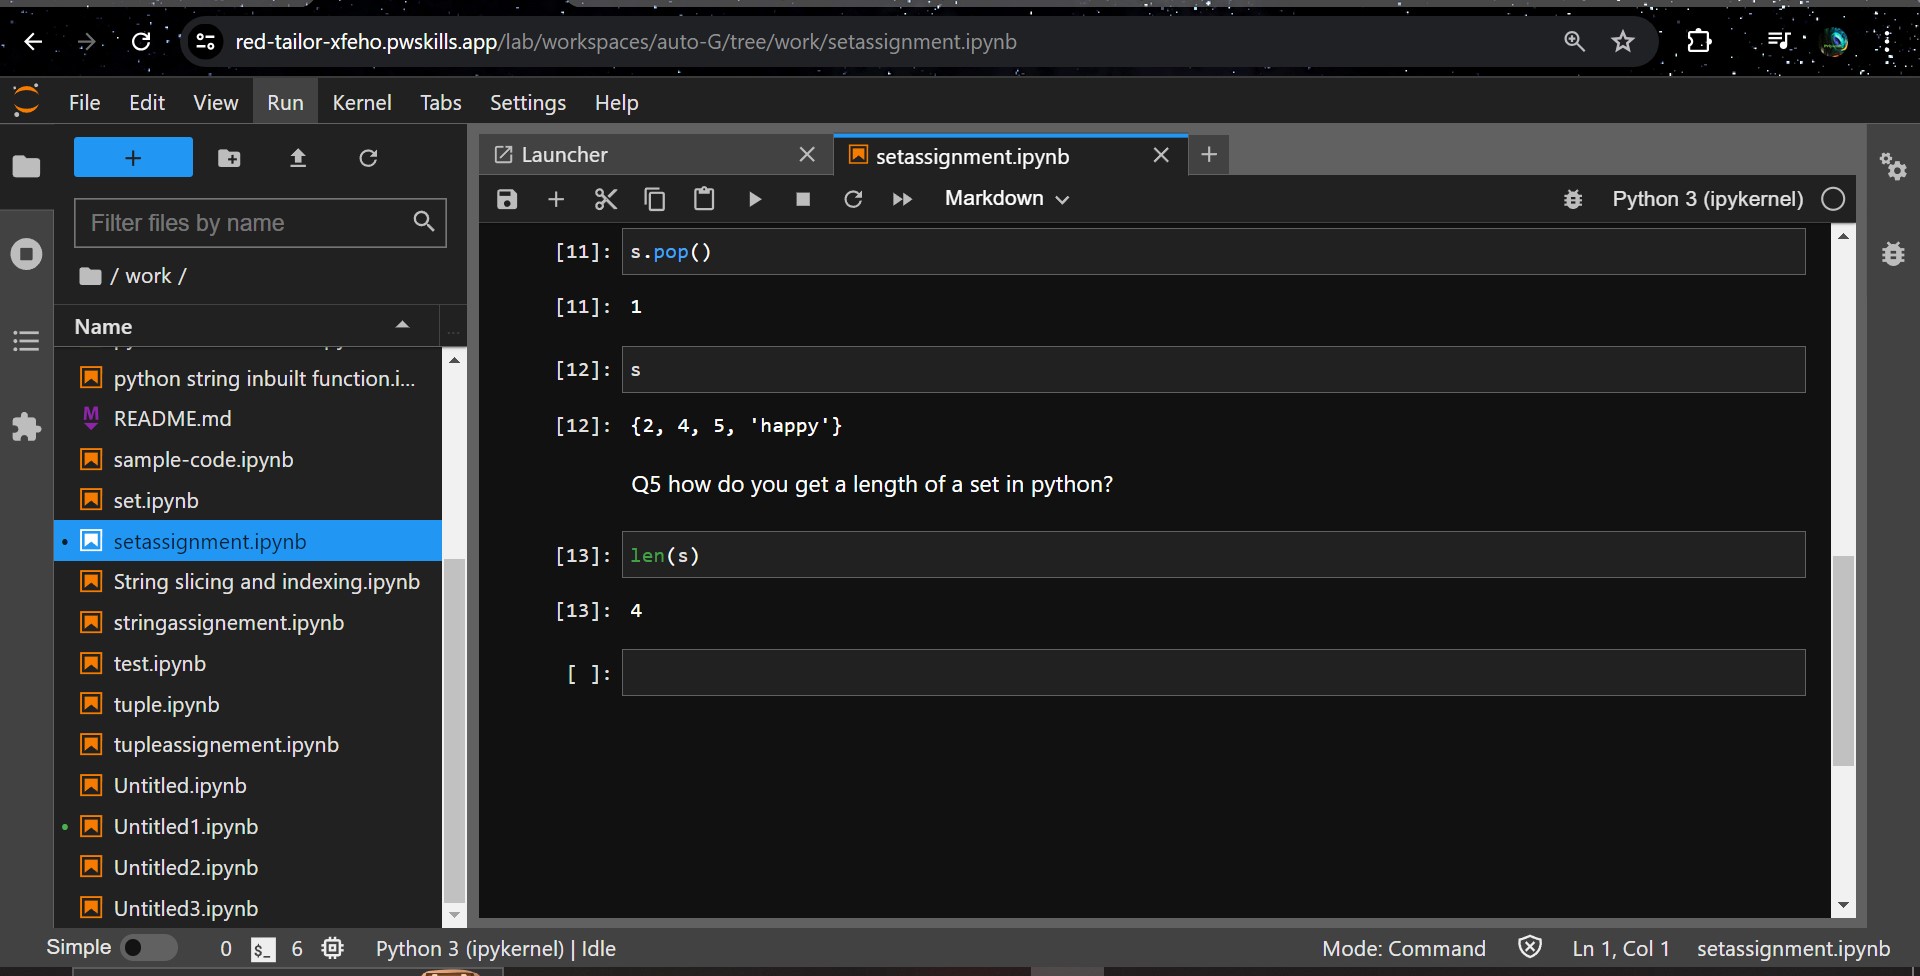 red-tailor-xfeho.pwskills.app/lab/workspaces/auto-G/tree/work/setassignment.ipynb
File Edit View Run Kernel Tabs Settings Help
+
Filter files by name
/ work /
Name
python string inbuilt function.i...
README.md
sample-code.ipynb
set.ipynb
setassignment.ipynb
String slicing and indexing.ipynb
stringassignement.ipynb
test.ipynb
tuple.ipynb
tupleassignement.ipynb
Untitled.ipynb
Untitled1.ipynb
Untitled2.ipynb
Untitled3.ipynb
Launcher
setassignment.ipynb
Markdown
Python 3 (ipykernel)
[11]: s.pop()
[11]: 1
[12]: s
[12]: {2, 4, 5, 'happy'}
Q5 how do you get a length of a set in python?
[13]: len(s)
[13]: 4
[ ]:
Simple 0 $_ 6 Python 3 (ipykernel) | Idle
Mode: Command Ln 1, Col 1 setassignment.ipynb